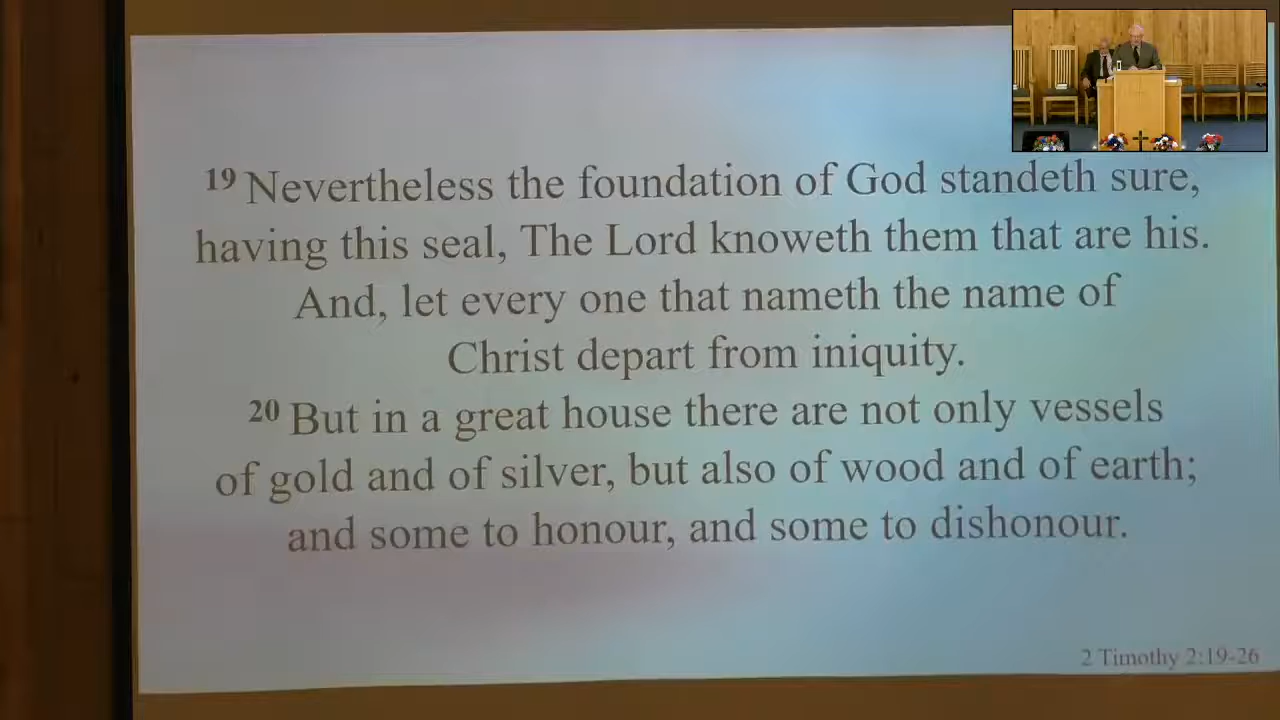 19 Nevertheless the foundation of God standeth sure,
having this seal, The Lord knoweth them that are his.
And, let every one that nameth the name of
Christ depart from iniquity.
20 But in a great house there are not only vessels
of gold and of silver, but also of wood and of earth;
and some to honour, and some to dishonour.
2 Timothy 2:19-26